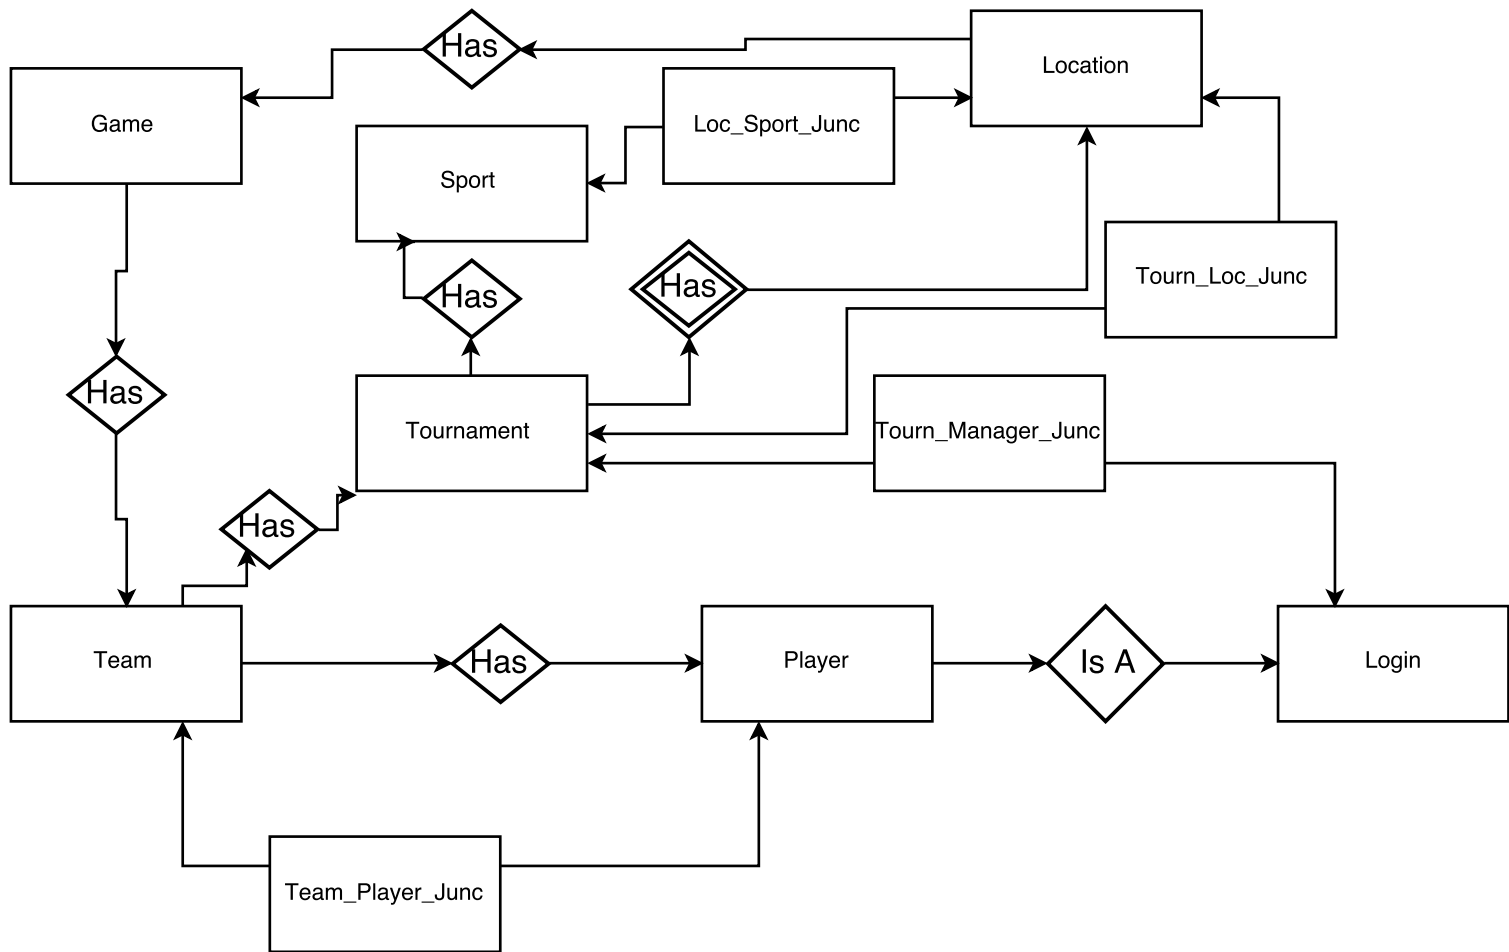 Has
Location
Game
Loc_Sport_Junc
Sport
Has
Has
Tourn_Loc_Junc
Has
Tournament
Tourn_Manager_Junc
Has
Team
Has
Player
Is A
Login
Team_Player_Junc